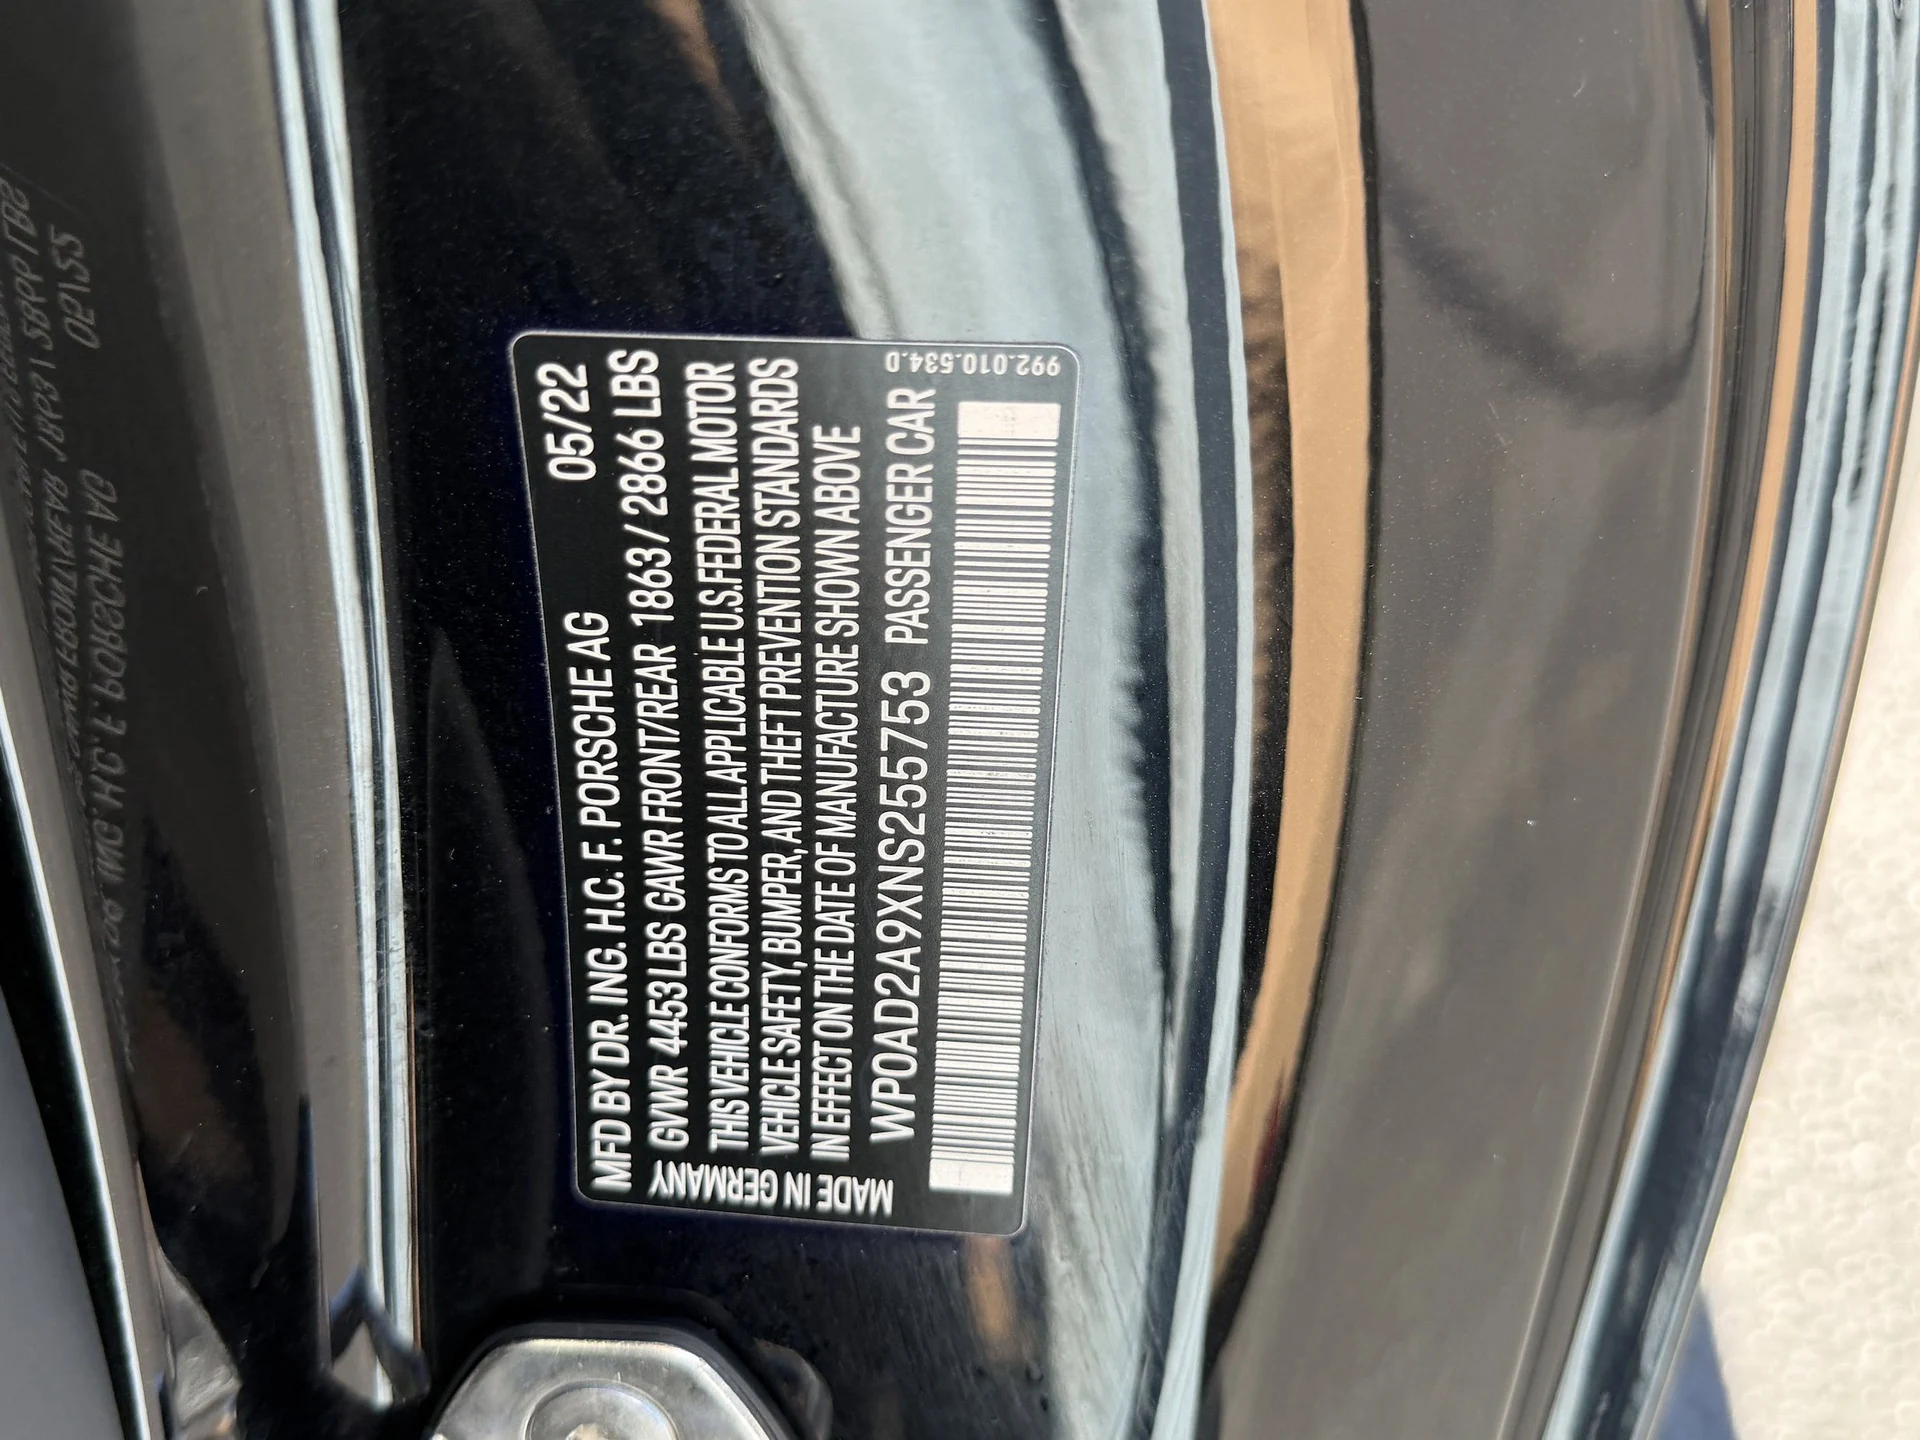 MFD BY DR. ING. H.C. F. PORSCHE AG 05/22
GVWR 4453 LBS GAWR FRONT/REAR 1863 / 2866 LBS
THIS VEHICLE CONFORMS TO ALL APPLICABLE U.S. FEDERAL MOTOR
VEHICLE SAFETY, BUMPER, AND THEFT PREVENTION STANDARDS
IN EFFECT ON THE DATE OF MANUFACTURE SHOWN ABOVE
WP0AD2A9XNS255753 PASSENGER CAR
MADE IN GERMANY
992.010.534.D